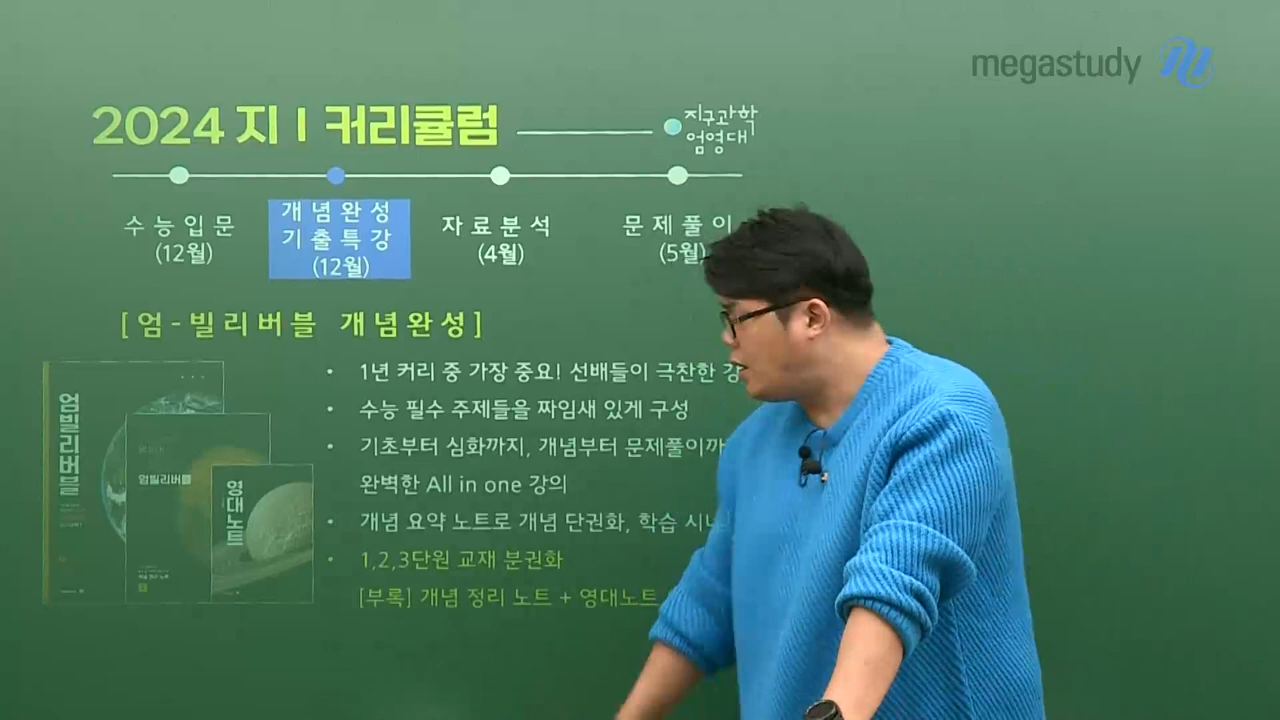 megastudy
2024 지 I 커리큘럼
지구과학
엄영대
수능입문
(12월)
개념완성
기출특강
(12월)
자료분석
(4월)
문제풀이
(5월)
[엄-빌리버블 개념완성]
• 1년 커리 중 가장 중요! 선배들이 극찬한 강
• 수능 필수 주제들을 짜임새 있게 구성
• 기초부터 심화까지, 개념부터 문제풀이까
완벽한 All in one 강의
• 개념 요약 노트로 개념 단권화, 학습 시너
• 1,2,3단원 교재 분권화
[부록] 개념 정리 노트 + 영대노트
엄빌리버블
엄빌리버블
영대노트